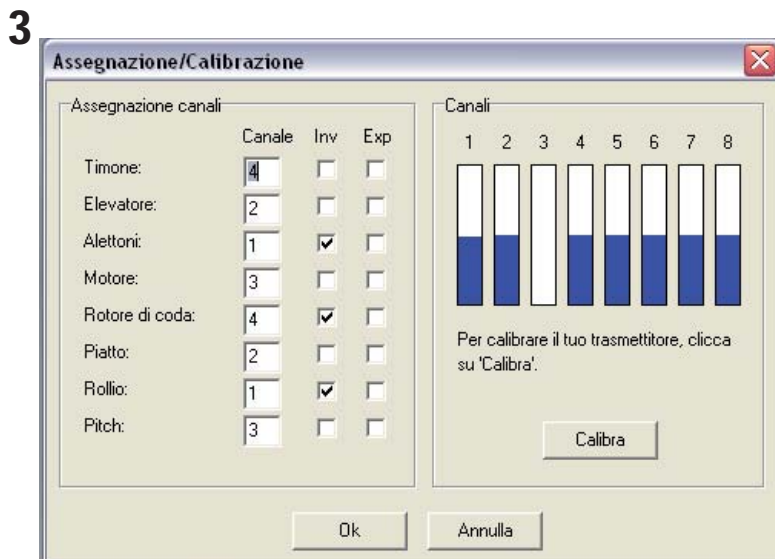 3
Assegnazione/Calibrazione
Assegnazione canali
Canale Inv Exp
Timone: 4
Elevatore: 2
Alettoni: 1
Motore: 3
Rotore di coda: 4
Piatto: 2
Rollio: 1
Pitch: 3
Canali
1 2 3 4 5 6 7 8
Per calibrare il tuo trasmettitore, clicca
su 'Calibra'.
Calibra
Ok Annulla